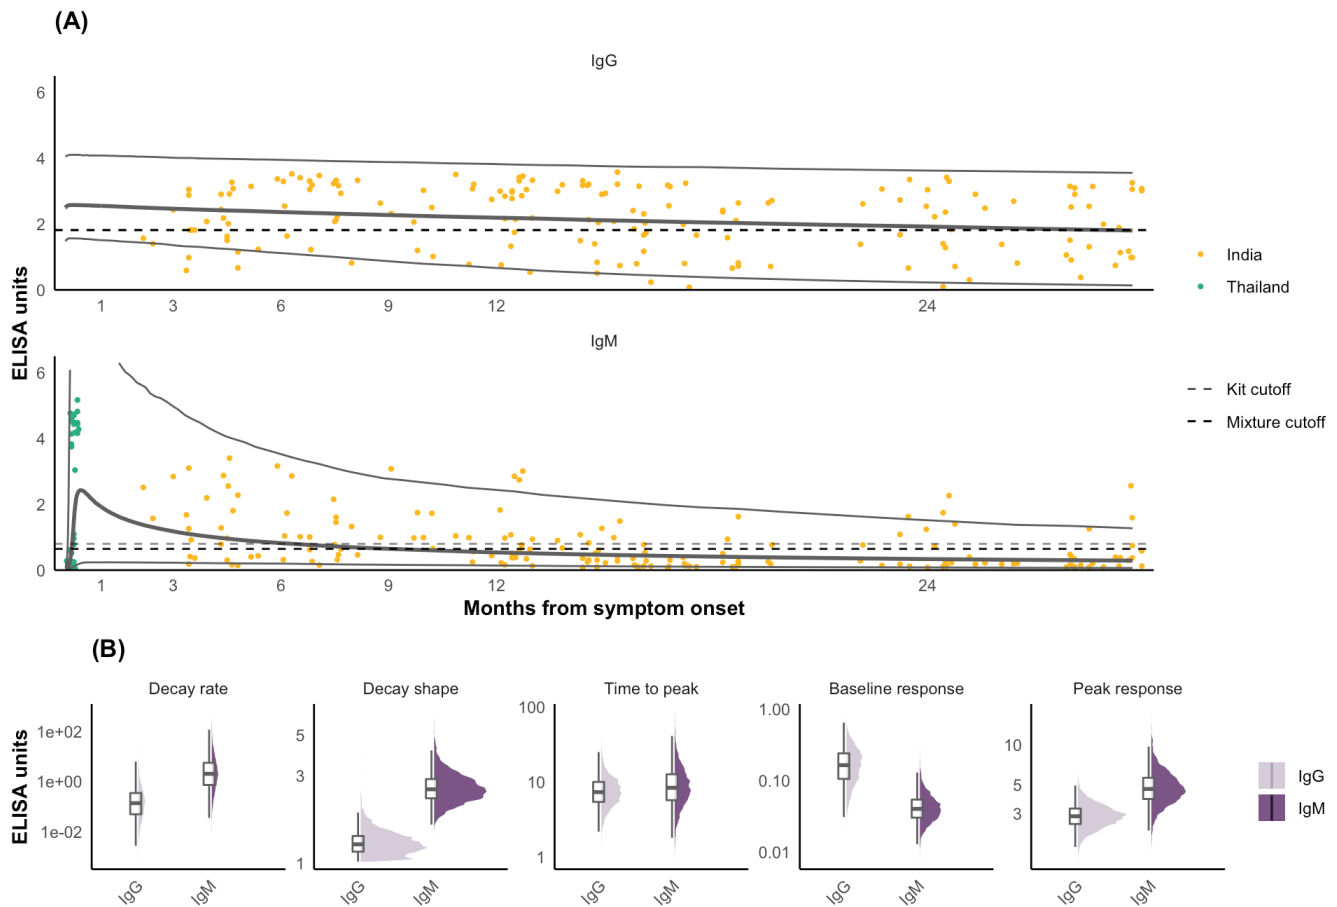 (A)
IgG
6
4
2
0
1 3 6 9 12 24
India
Thailand
IgM
6
4
2
0
1 3 6 9 12 24
Kit cutoff
Mixture cutoff
ELISA units
Months from symptom onset
(B)
Decay rate
Decay shape
Time to peak
Baseline response
Peak response
ELISA units
1e+02
1e+00
1e-02
IgG IgM
5
3
1
IgG IgM
100
10
1
IgG IgM
1.00
0.10
0.01
IgG IgM
10
5
3
IgG IgM
IgG
IgM